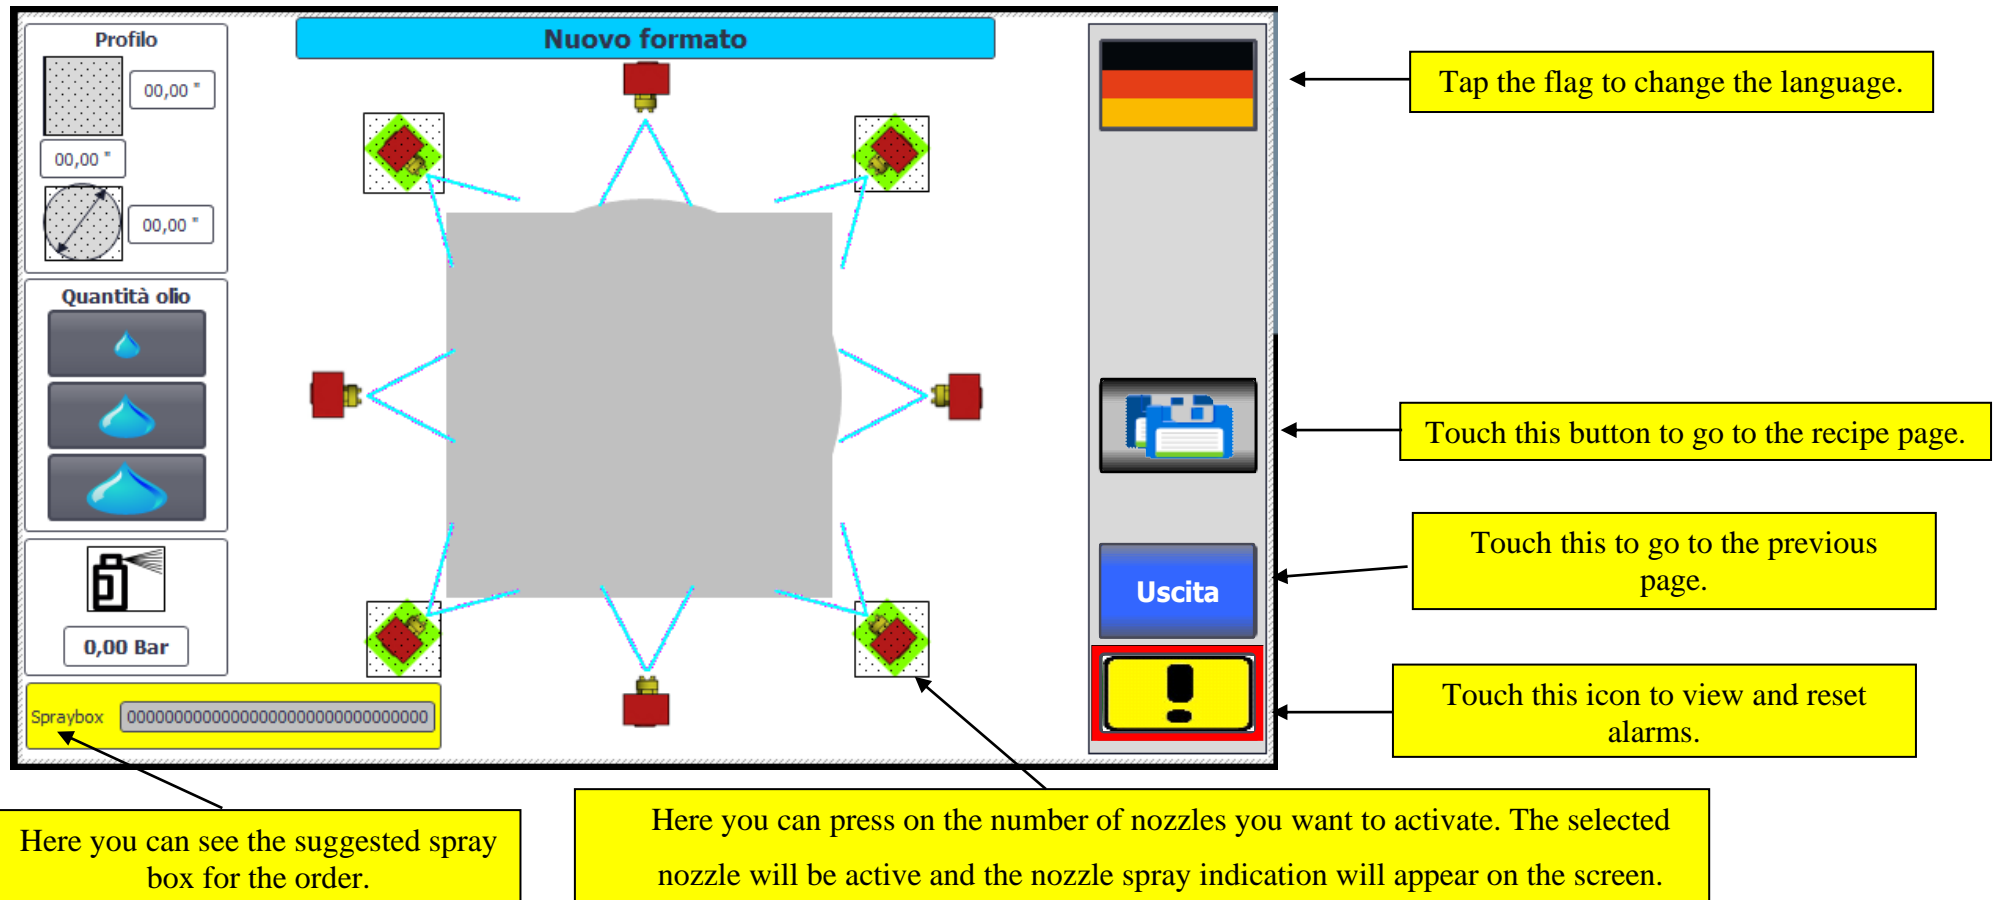 Profilo
00,00 "
00,00 "
00,00 "
Quantità olio
0,00 Bar
Spraybox 000000000000000000000000000000000
Nuovo formato
Uscita
Tap the flag to change the language.
Touch this button to go to the recipe page.
Touch this to go to the previous
page.
Touch this icon to view and reset
alarms.
Here you can see the suggested spray
box for the order.
Here you can press on the number of nozzles you want to activate. The selected
nozzle will be active and the nozzle spray indication will appear on the screen.